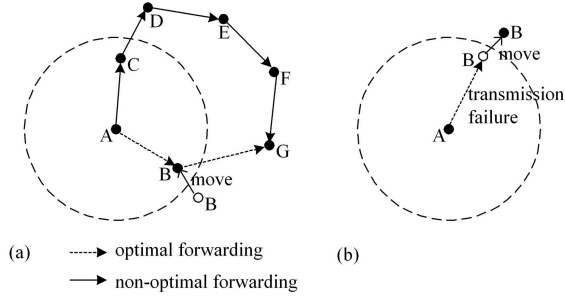 D
E
C
F
A
G
B
move
B
B
B
move
transmission
failure
A
(a)
optimal forwarding
non-optimal forwarding
(b)